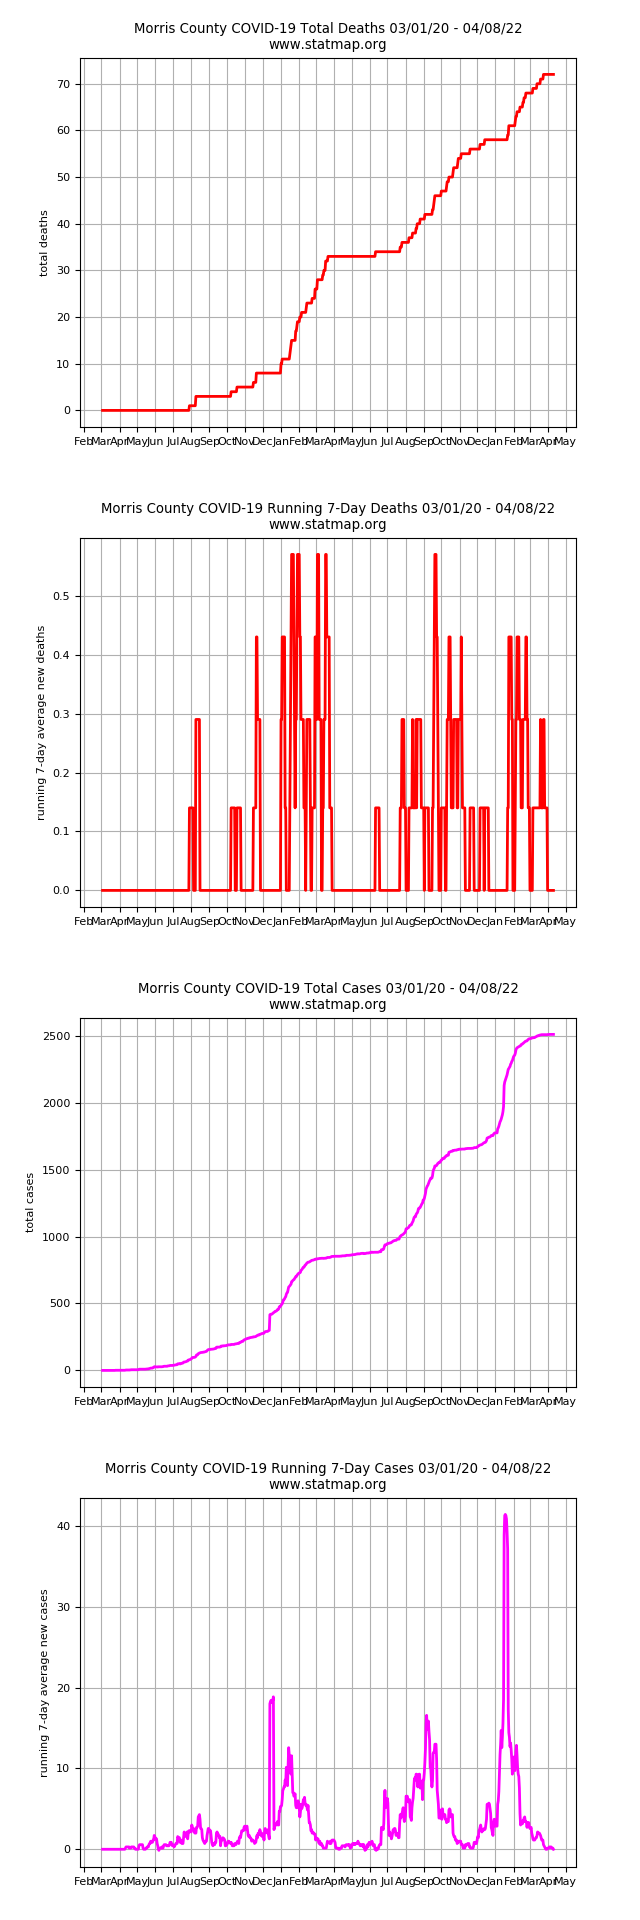 Morris County COVID-19 Total Deaths 03/01/20 - 04/08/22
www.statmap.org
70
60
50
40
30
20
10
0
total deaths
Feb Mar Apr May Jun Jul Aug Sep Oct Nov Dec Jan Feb Mar Apr May Jun Jul Aug Sep Oct Nov Dec Jan Feb Mar Apr May
Morris County COVID-19 Running 7-Day Deaths 03/01/20 - 04/08/22
www.statmap.org
0.5
0.4
0.3
0.2
0.1
0.0
running 7-day average new deaths
Feb Mar Apr May Jun Jul Aug Sep Oct Nov Dec Jan Feb Mar Apr May Jun Jul Aug Sep Oct Nov Dec Jan Feb Mar Apr May
Morris County COVID-19 Total Cases 03/01/20 - 04/08/22
www.statmap.org
2500
2000
1500
1000
500
0
total cases
Feb Mar Apr May Jun Jul Aug Sep Oct Nov Dec Jan Feb Mar Apr May Jun Jul Aug Sep Oct Nov Dec Jan Feb Mar Apr May
Morris County COVID-19 Running 7-Day Cases 03/01/20 - 04/08/22
www.statmap.org
40
30
20
10
0
running 7-day average new cases
Feb Mar Apr May Jun Jul Aug Sep Oct Nov Dec Jan Feb Mar Apr May Jun Jul Aug Sep Oct Nov Dec Jan Feb Mar Apr May